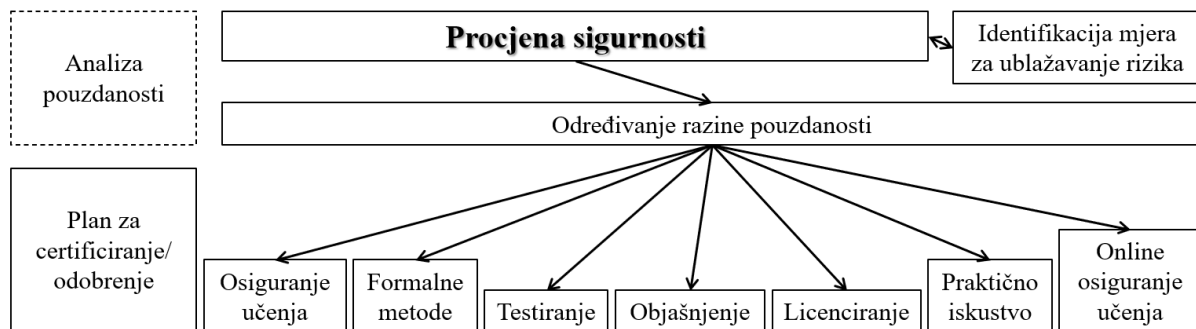 Analiza
pouzdanosti
Procjena sigurnosti
Identifikacija mjera
za ublažavanje rizika
Određivanje razine pouzdanosti
Plan za
certificiranje/
odobrenje
Osiguranje
učenja
Formalne
metode
Testiranje
Objašnjenje
Licenciranje
Praktično
iskustvo
Online
osiguranje
učenja